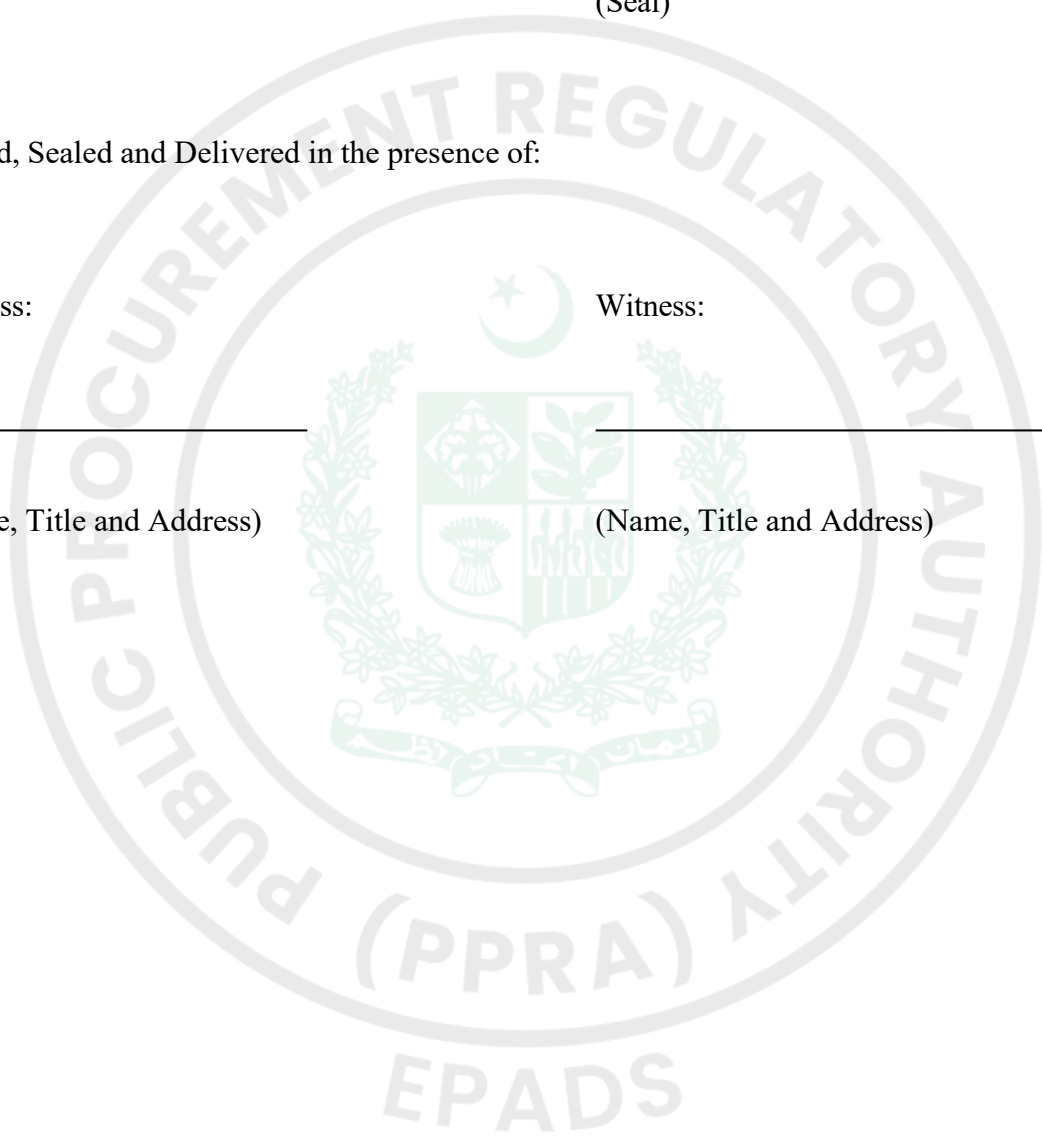 (Seal)
d, Sealed and Delivered in the presence of:
ss: Witness:
e, Title and Address) (Name, Title and Address)
PUBLIC PROCUREMENT REGULATORY AUTHORITY
(PPRA)
EPADS